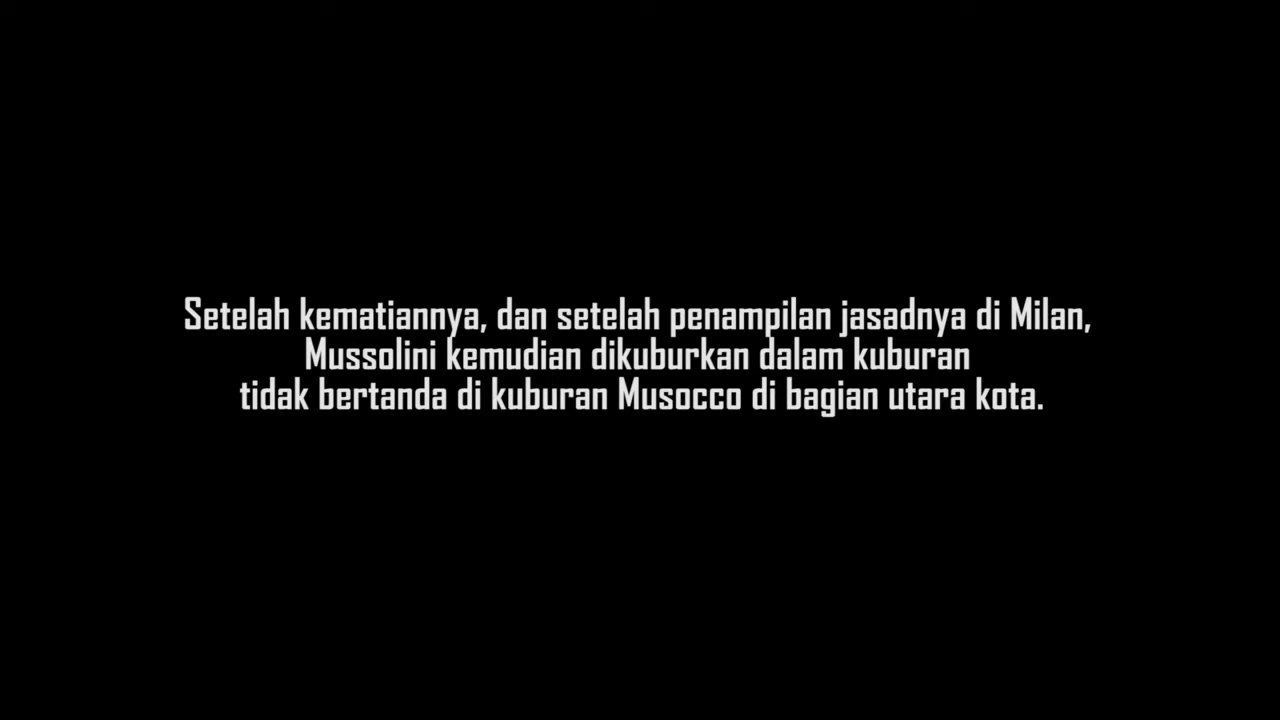 Setelah kematiannya, dan setelah penampilan jasadnya di Milan,
Mussolini kemudian dikuburkan dalam kuburan
tidak bertanda di kuburan Musocco di bagian utara kota.